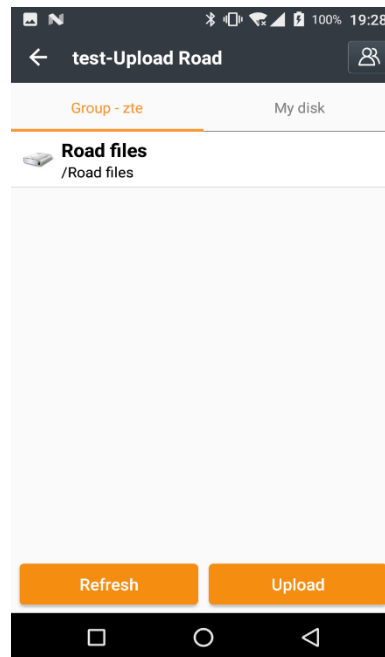 100% 19:28
test-Upload Road
Group - zte
My disk
Road files
/Road files
Refresh
Upload